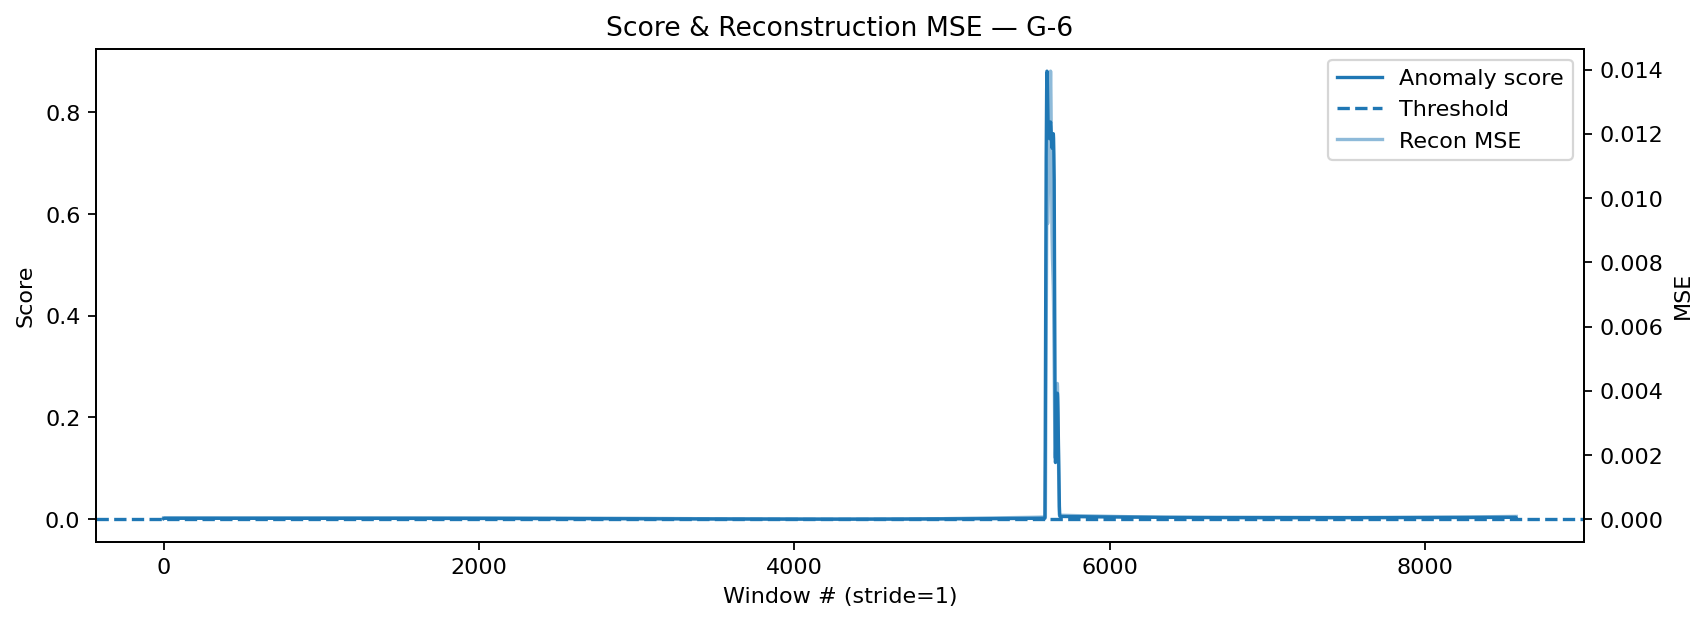 Score & Reconstruction MSE — G-6
Anomaly score
Threshold
Recon MSE
0.8
0.6
0.4
0.2
0.0
Score
0.014
0.012
0.010
0.008
0.006
0.004
0.002
0.000
MSE
0
2000
4000
6000
8000
Window # (stride=1)